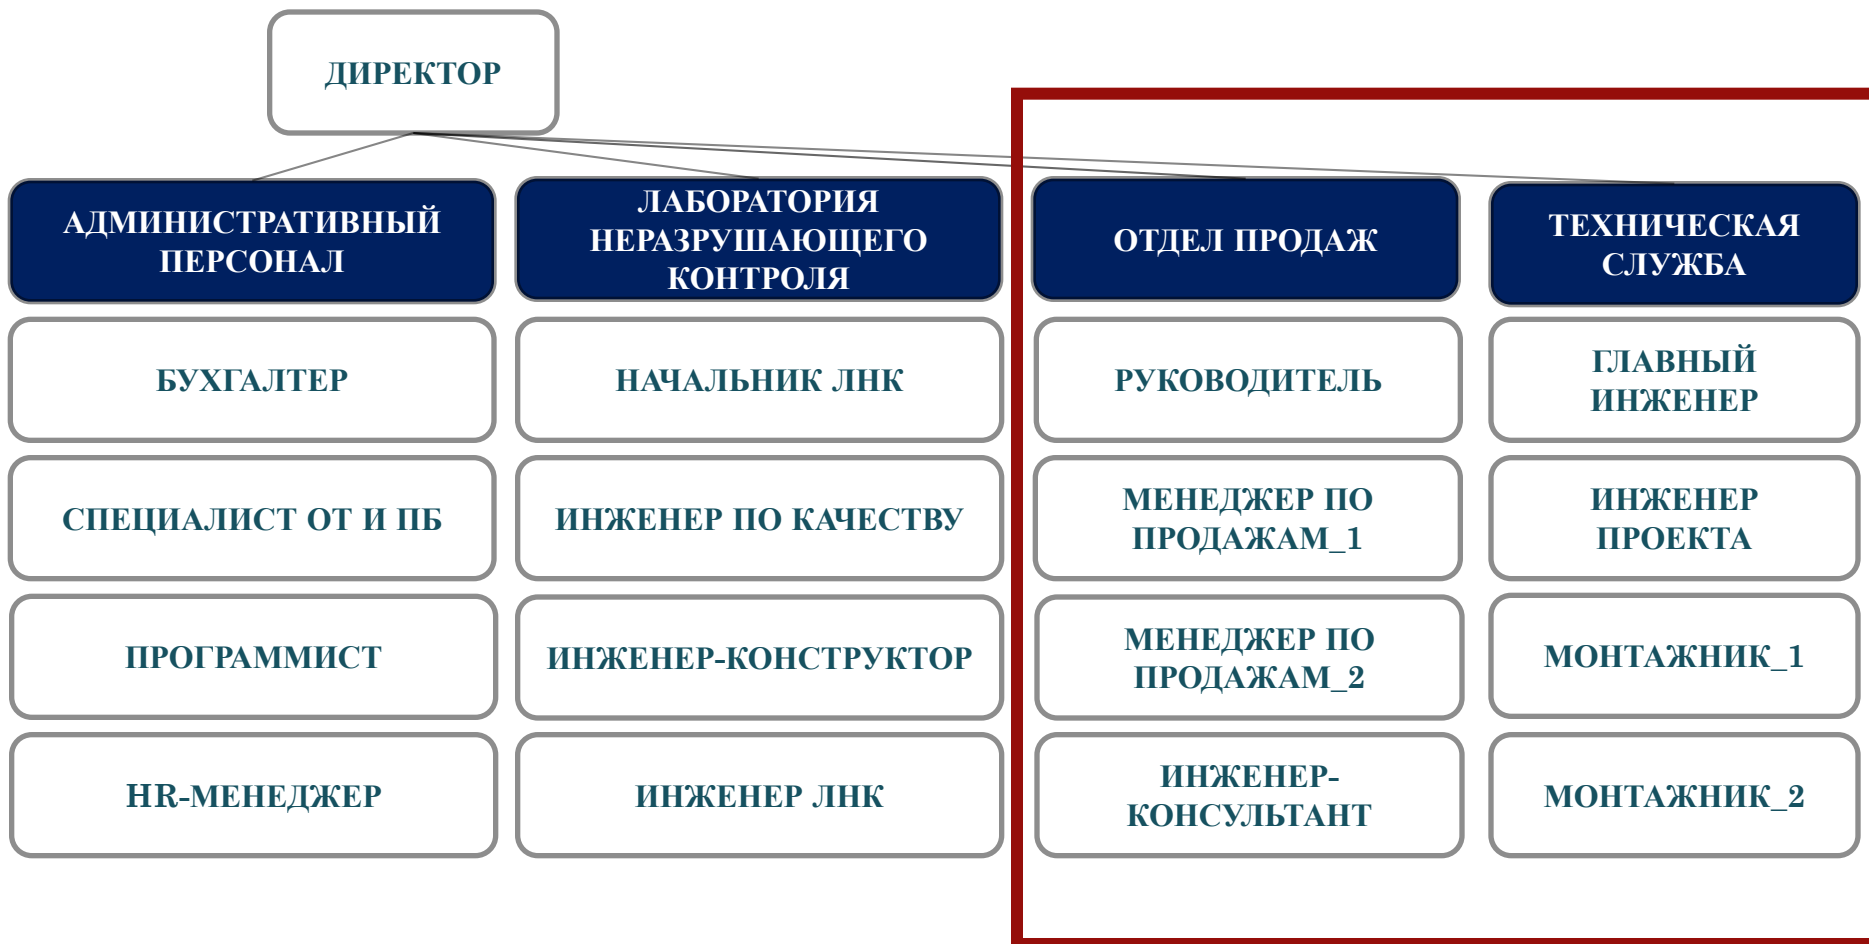 ДИРЕКТОР
АДМИНИСТРАТИВНЫЙ
ПЕРСОНАЛ
БУХГАЛТЕР
СПЕЦИАЛИСТ ОТ И ПБ
ПРОГРАММИСТ
HR-МЕНЕДЖЕР
ЛАБОРАТОРИЯ
НЕРАЗРУШАЮЩЕГО
КОНТРОЛЯ
НАЧАЛЬНИК ЛНК
ИНЖЕНЕР ПО КАЧЕСТВУ
ИНЖЕНЕР-КОНСТРУКТОР
ИНЖЕНЕР ЛНК
ОТДЕЛ ПРОДАЖ
РУКОВОДИТЕЛЬ
МЕНЕДЖЕР ПО
ПРОДАЖАМ_1
МЕНЕДЖЕР ПО
ПРОДАЖАМ_2
ИНЖЕНЕР-
КОНСУЛЬТАНТ
ТЕХНИЧЕСКАЯ
СЛУЖБА
ГЛАВНЫЙ
ИНЖЕНЕР
ИНЖЕНЕР
ПРОЕКТА
МОНТАЖНИК_1
МОНТАЖНИК_2